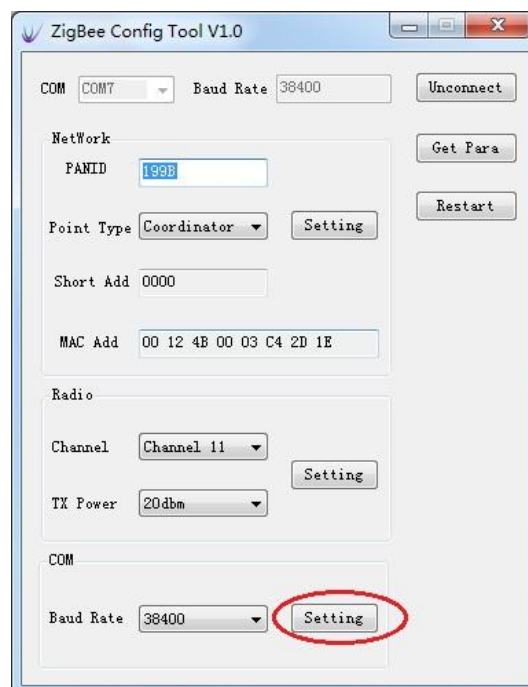 ZigBee Config Tool V1.0
COM COM7 Baud Rate 38400 Unconnect
NetWork
Get Para
PANID 199B
Restart
Point Type Coordinator Setting
Short Add 0000
MAC Add 00 12 4B 00 03 C4 2D 1E
Radio
Channel Channel 11
Setting
TX Power 20dbm
COM
Baud Rate 38400 Setting